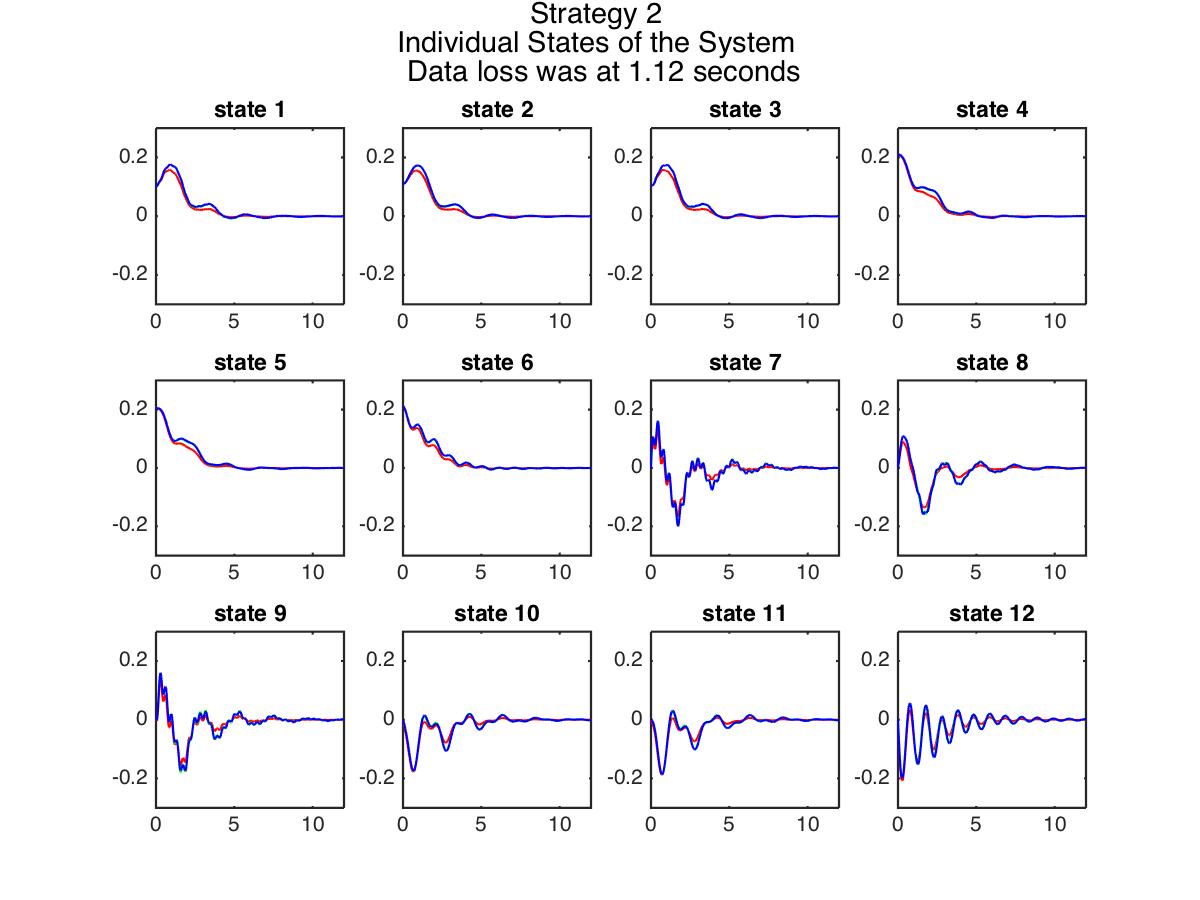 Strategy 2
Individual States of the System
Data loss was at 1.12 seconds
state 1 state 2 state 3 state 4
0.2 0.2 0.2 0.2
0 0 0 0
-0.2 -0.2 -0.2 -0.2
0 5 10 0 5 10 0 5 10 0 5 10
state 5 state 6 state 7 state 8
0.2 0.2 0.2 0.2
0 0 0 0
-0.2 -0.2 -0.2 -0.2
0 5 10 0 5 10 0 5 10 0 5 10
state 9 state 10 state 11 state 12
0.2 0.2 0.2 0.2
0 0 0 0
-0.2 -0.2 -0.2 -0.2
0 5 10 0 5 10 0 5 10 0 5 10